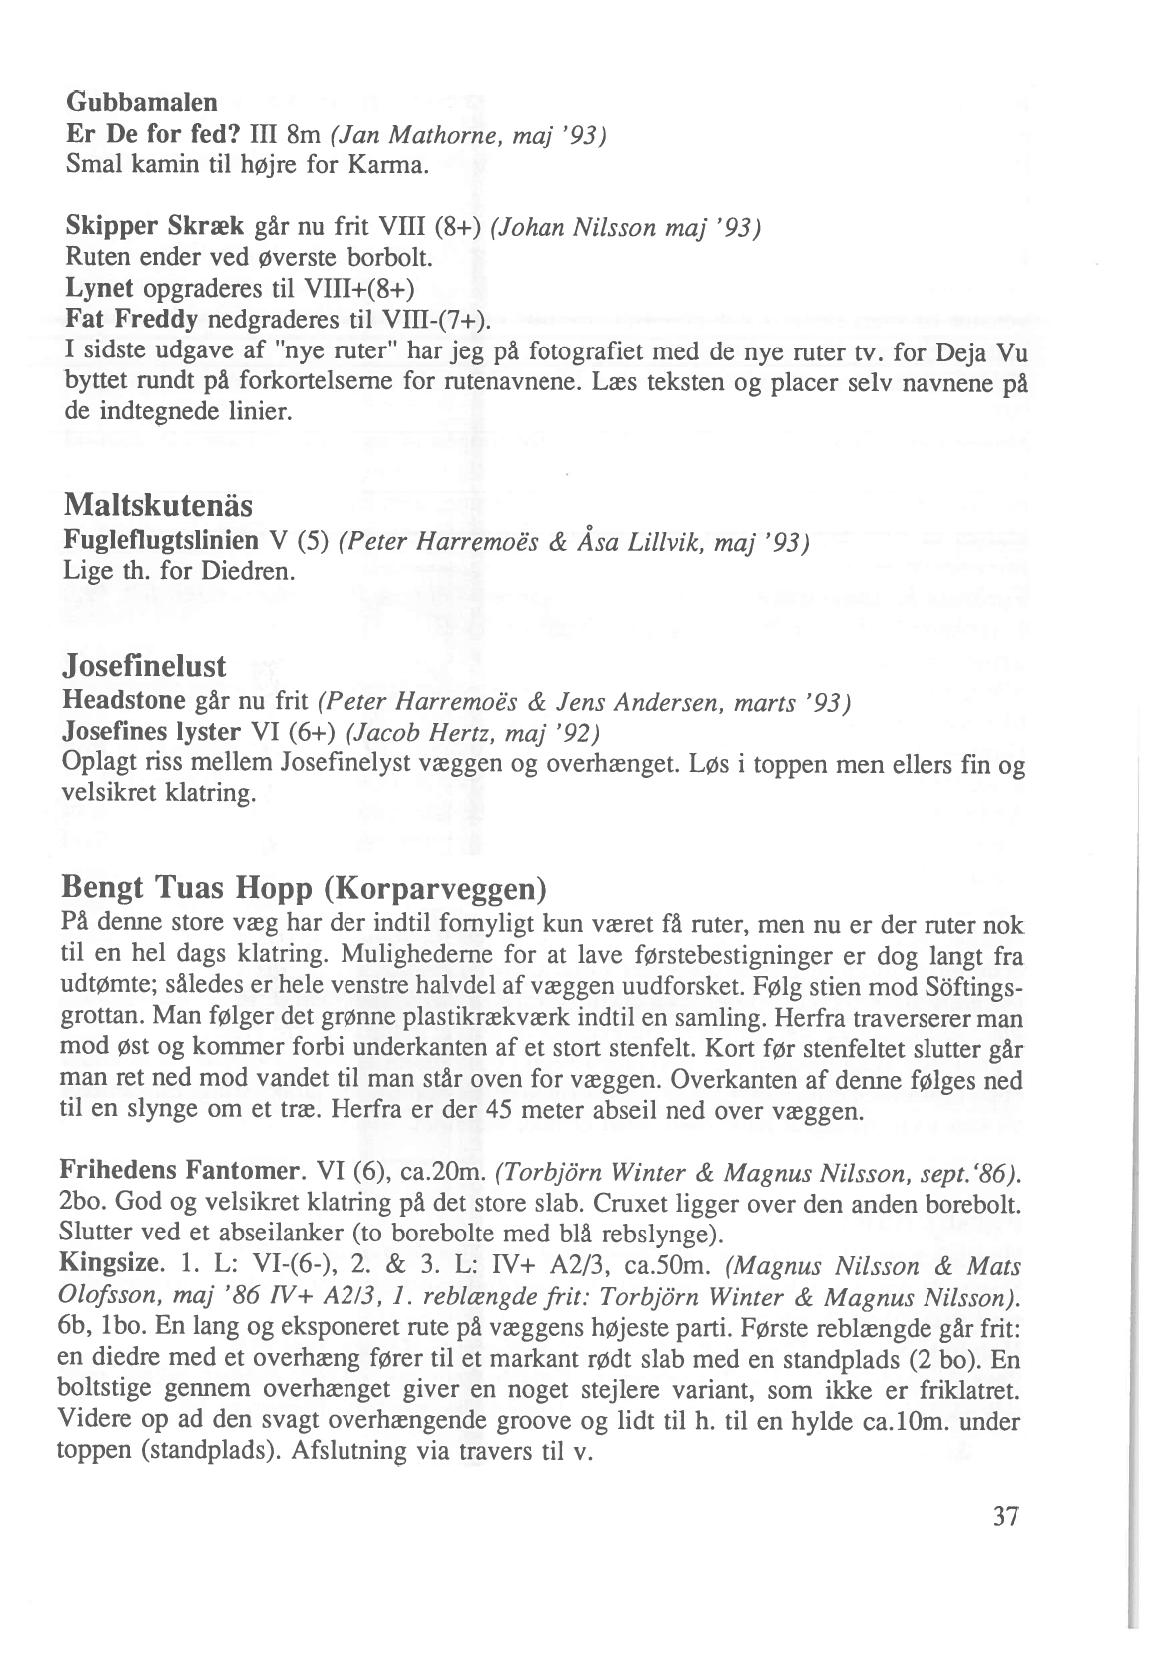 Gubbamalen
Er De for fed? III 8m (Jan Mathorne, maj '93)
Smal kamin til højre for Karma.
Skipper Skræk går nu frit VIII (8+) (Johan Nilsson maj '93)
Ruten ender ved øverste borbolt.
Lynet opgraderes til VIII+(8+)
Fat Freddy nedgraderes til VIII-(7+).
I sidste udgave af "nye ruter" har jeg på fotografiet med de nye ruter tv. for Deja Vu
byttet rundt på forkortelserne for rutenavnene. Læs teksten og placer selv navnene på
de indtegnede linier.
Maltskutenäs
Fugleflugtslinien V (5) (Peter Harremoës & Åsa Lillvik, maj '93)
Lige th. for Diedren.
Josefinelust
Headstone går nu frit (Peter Harremoës & Jens Andersen, marts '93)
Josefines lyster VI (6+) (Jacob Hertz, maj '92)
Oplagt riss mellem Josefinelyst væggen og overhænget. Løs i toppen men ellers fin og
velsikret klatring.
Bengt Tuas Hopp (Korparveggen)
På denne store væg har der indtil fornyligt kun været få ruter, men nu er der ruter nok
til en hel dags klatring. Mulighederne for at lave førstebestigninger er dog langt fra
udtømte; således er hele venstre halvdel af væggen uudforsket. Følg stien mod Söftings-
grottan. Man følger det grønne plastikrækværk indtil en samling. Herfra traverserer man
mod øst og kommer forbi underkanten af et stort stenfelt. Kort før stenfeltet slutter går
man ret ned mod vandet til man står oven for væggen. Overkanten af denne følges ned
til en slynge om et træ. Herfra er der 45 meter abseil ned over væggen.
Frihedens Fantomer. VI (6), ca.20m. (Torbjörn Winter & Magnus Nilsson, sept.'86).
2bo. God og velsikret klatring på det store slab. Cruxet ligger over den anden borebolt.
Slutter ved et abseilanker (to borebolte med blå rebslynge).
Kingsize. 1. L: VI-(6-), 2. & 3. L: IV+ A2/3, ca.50m. (Magnus Nilsson & Mats
Olofsson, maj '86 IV+ A2/3, 1. reblængde frit: Torbjörn Winter & Magnus Nilsson).
6b, 1bo. En lang og eksponeret rute på væggens højeste parti. Første reblængde går frit:
en diedre med et overhæng fører til et markant rødt slab med en standplads (2 bo). En
boltstige gennem overhænget giver en noget stejlere variant, som ikke er friklatret.
Videre op ad den svagt overhængende groove og lidt til h. til en hylde ca.10m. under
toppen (standplads). Afslutning via travers til v.
37